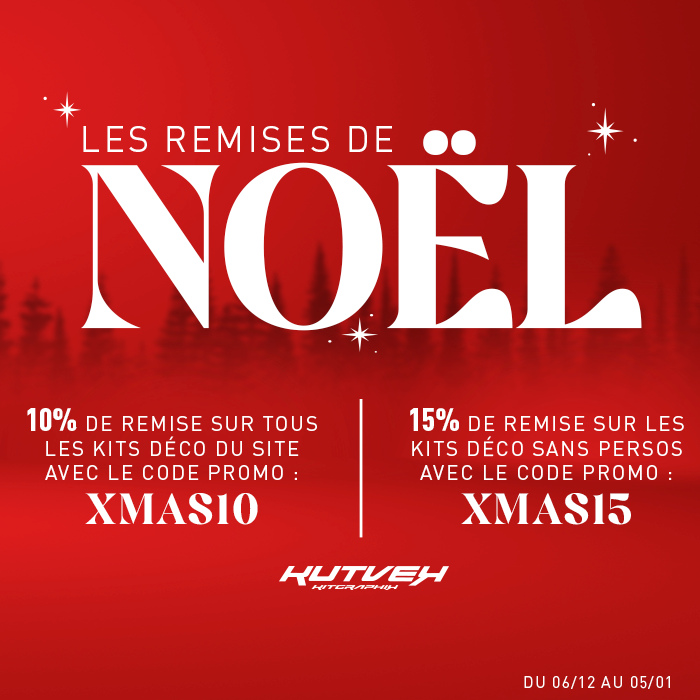 LES REMISES DE
NOËL
10% DE REMISE SUR TOUS
LES KITS DÉCO DU SITE
AVEC LE CODE PROMO :
XMAS10
15% DE REMISE SUR LES
KITS DÉCO SANS PERSOS
AVEC LE CODE PROMO :
XMAS15
KUTVEK
KITGRAPHIK
DU 06/12 AU 05/01